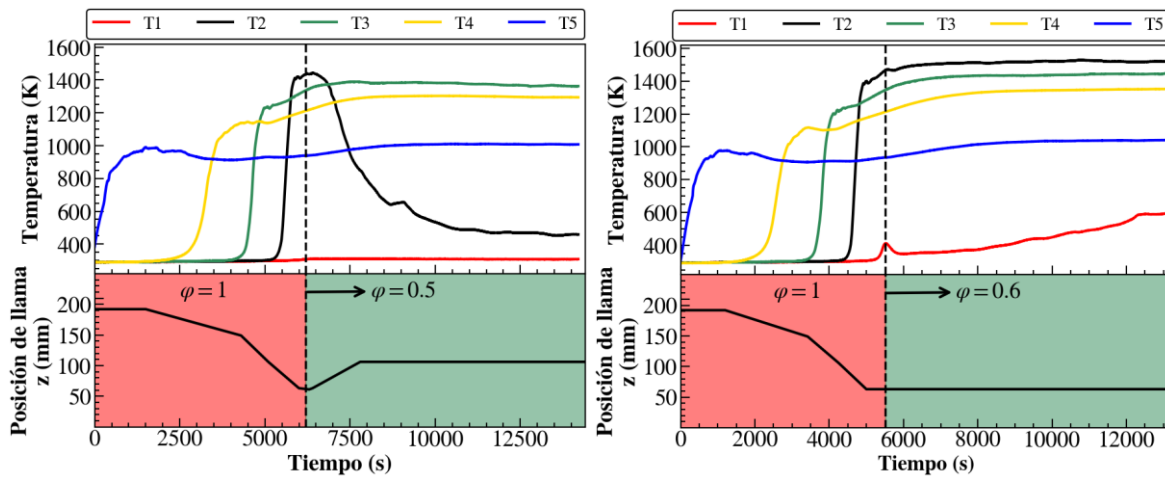 T1 T2 T3 T4 T5
Temperatura (K)
1600
1400
1200
1000
800
600
400
φ = 1
φ = 0.5
Posición de llama
z (mm)
200
150
100
50
0 2500 5000 7500 10000 12500
Tiempo (s)
T1 T2 T3 T4 T5
Temperatura (K)
1600
1400
1200
1000
800
600
400
φ = 1
φ = 0.6
Posición de llama
z (mm)
200
150
100
50
0 2000 4000 6000 8000 10000 12000
Tiempo (s)